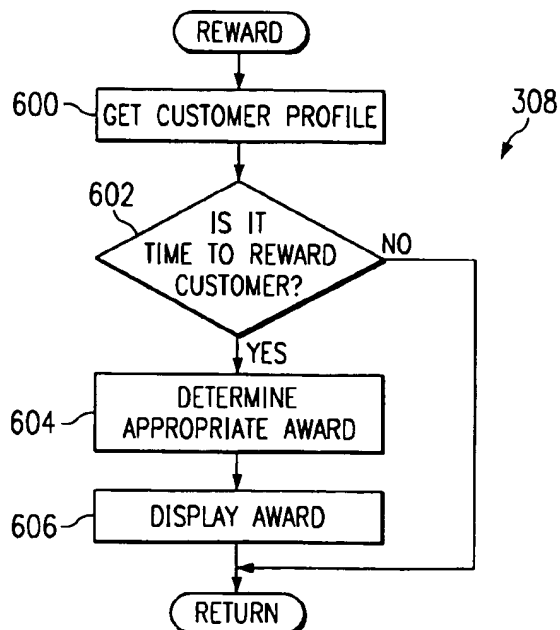 REWARD
600
GET CUSTOMER PROFILE
308
602
IS IT
TIME TO REWARD
CUSTOMER?
NO
YES
604
DETERMINE
APPROPRIATE AWARD
606
DISPLAY AWARD
RETURN